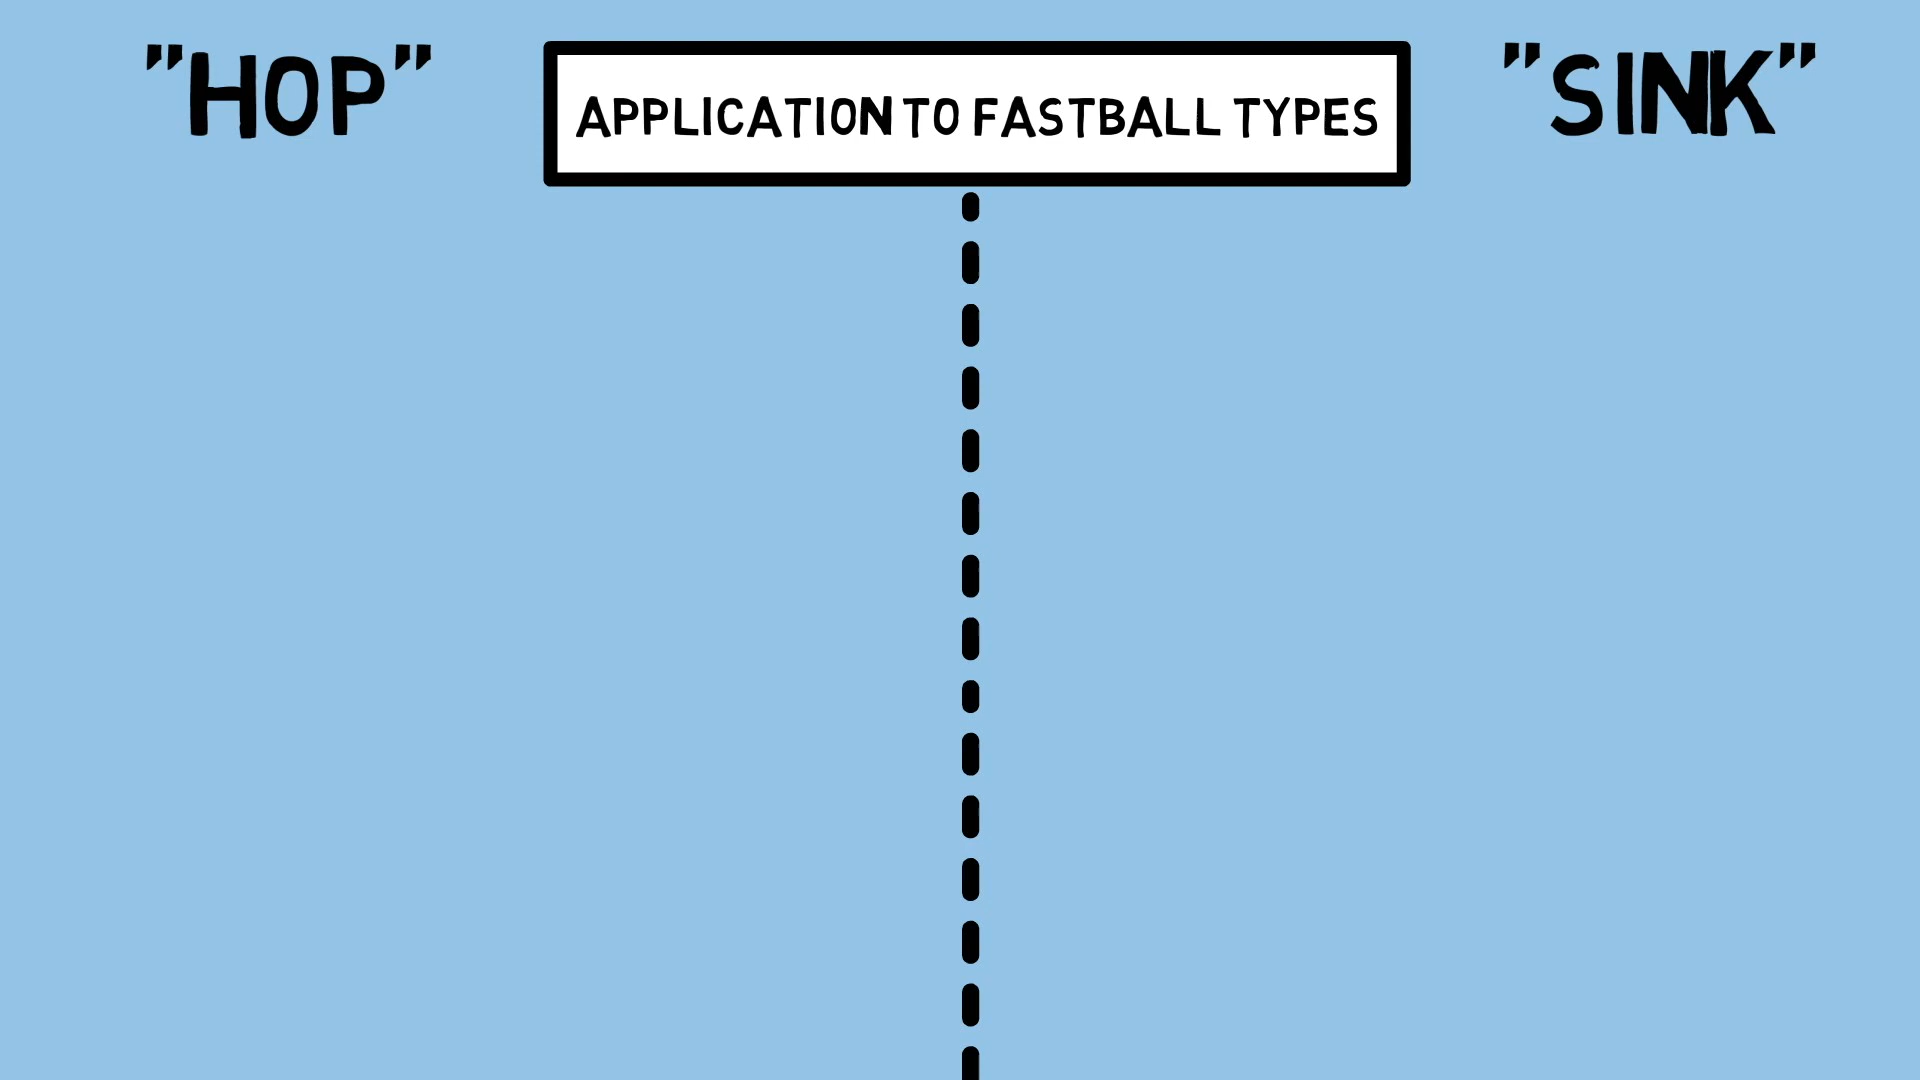 "HOP"
APPLICATION TO FASTBALL TYPES
"SINK"